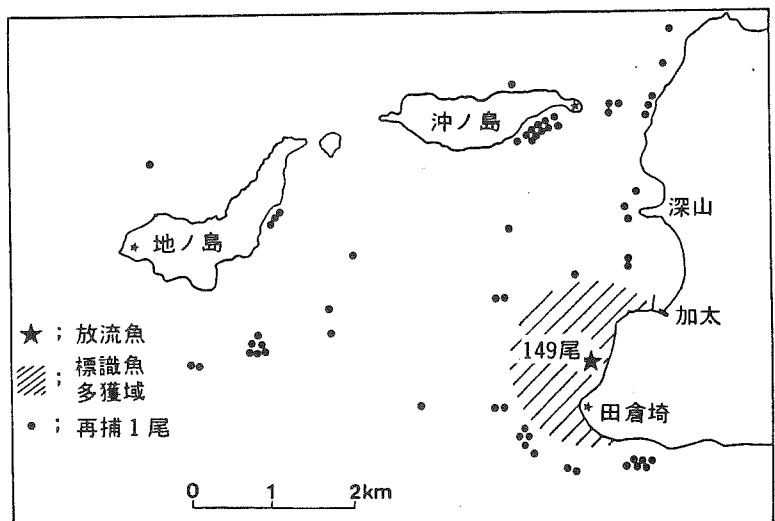 沖ノ島
深山
地ノ島
加太
149尾
田倉埼
★ ; 放流魚
; 標識魚
多獲域
• ; 再捕1尾
0 1 2km